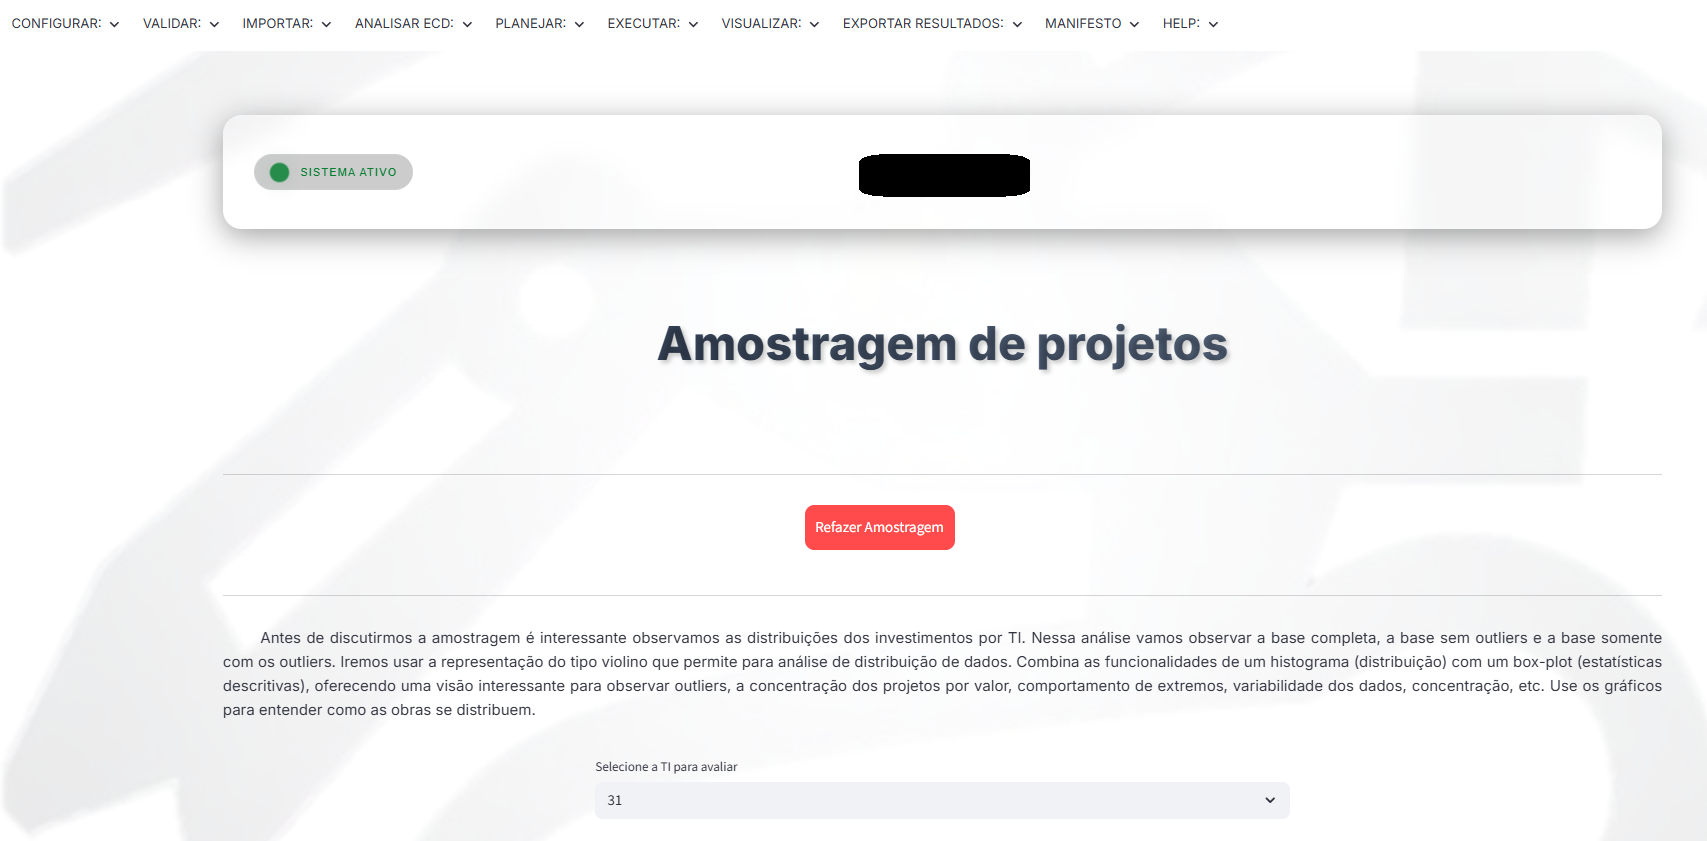 CONFIGURAR: VALIDAR: IMPORTAR: ANALISAR ECD: PLANEJAR: EXECUTAR: VISUALIZAR: EXPORTAR RESULTADOS: MANIFESTO HELP:
SISTEMA ATIVO
Amostragem de projetos
Refazer Amostragem
Antes de discutirmos a amostragem é interessante observamos as distribuições dos investimentos por TI. Nessa análise vamos observar a base completa, a base sem outliers e a base somente
com os outliers. Iremos usar a representação do tipo violino que permite para análise de distribuição de dados. Combina as funcionalidades de um histograma (distribuição) com um box-plot (estatísticas
descritivas), oferecendo uma visão interessante para observar outliers, a concentração dos projetos por valor, comportamento de extremos, variabilidade dos dados, concentração, etc. Use os gráficos
para entender como as obras se distribuem.
Selecione a TI para avaliar
31